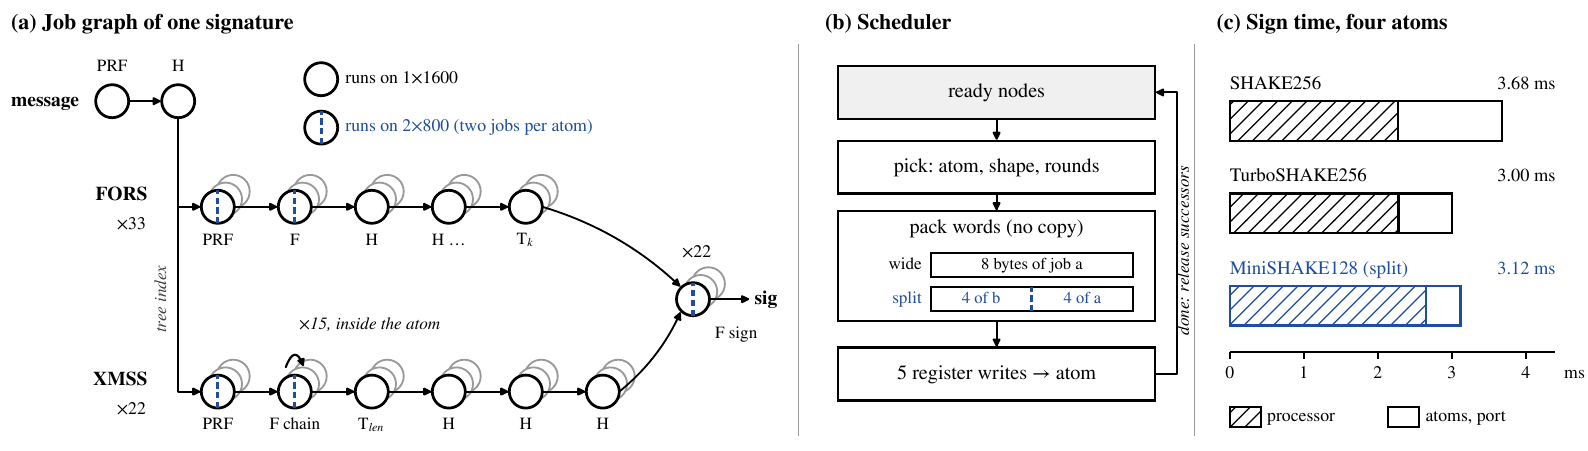 (a) Job graph of one signature
PRF
H
message
runs on 1×1600
runs on 2×800 (two jobs per atom)
FORS
×33
PRF
F
H
H ...
Tk
tree index
×22
sig
F sign
×15, inside the atom
XMSS
×22
PRF
F chain
Tlen
H
H
H
(b) Scheduler
ready nodes
pick: atom, shape, rounds
pack words (no copy)
wide
8 bytes of job a
split
4 of b
4 of a
5 register writes → atom
done: release successors
(c) Sign time, four atoms
SHAKE256
3.68 ms
TurboSHAKE256
3.00 ms
MiniSHAKE128 (split)
3.12 ms
0 1 2 3 4 ms
processor
atoms, port